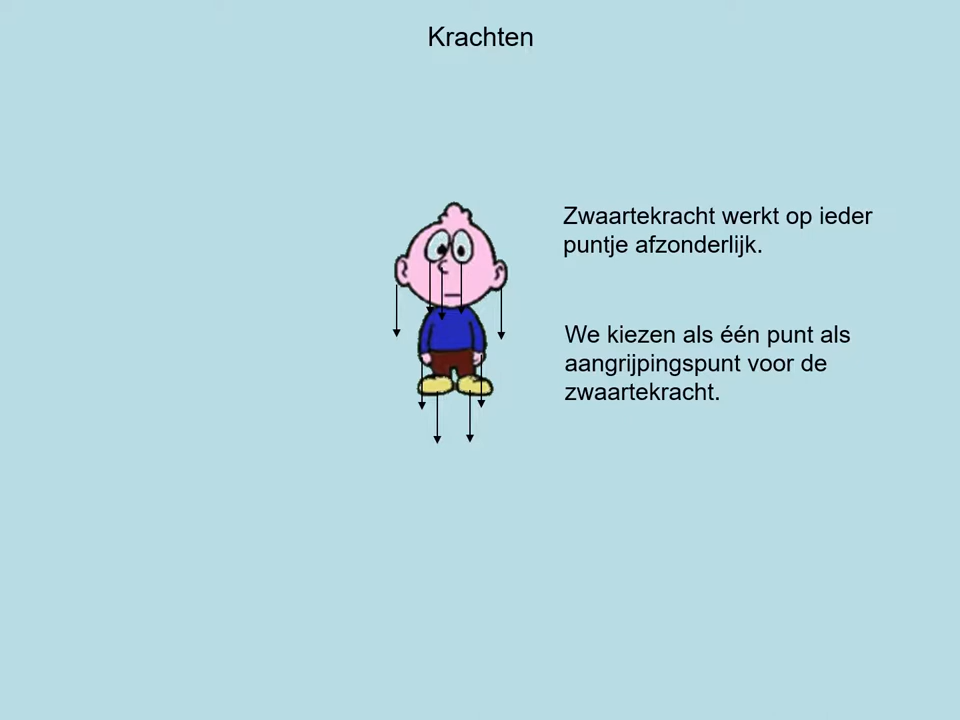 Krachten
Zwaartekracht werkt op ieder
puntje afzonderlijk.
We kiezen als één punt als
aangrijpingspunt voor de
zwaartekracht.